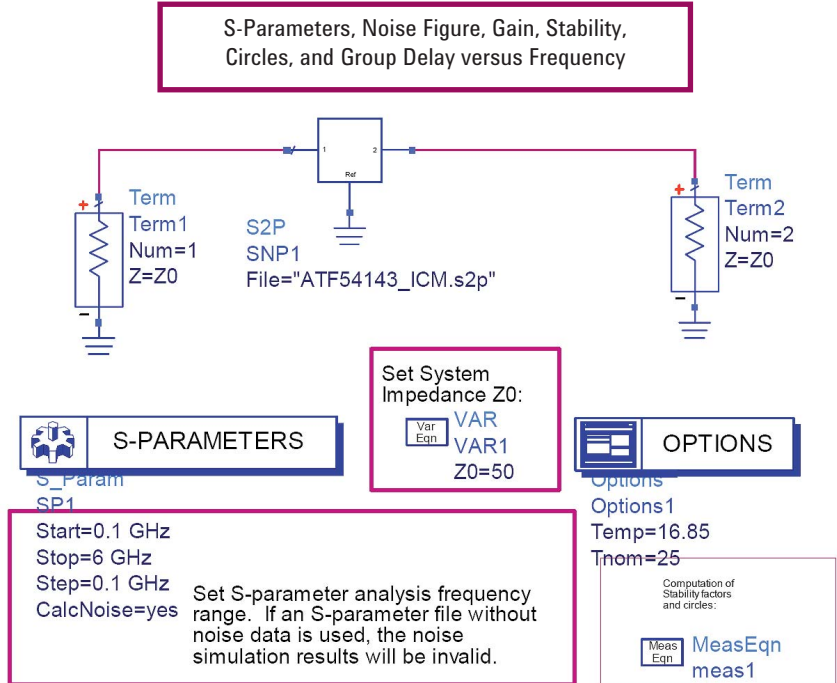 S-Parameters, Noise Figure, Gain, Stability,
Circles, and Group Delay versus Frequency
1
2
Ref
+
Term
Term1
Num=1
Z=Z0
-
S2P
SNP1
File="ATF54143_ICM.s2p"
+
Term
Term2
Num=2
Z=Z0
-
Set System
Impedance Z0:
Var
Eqn
VAR
VAR1
Z0=50
S-PARAMETERS
S_Param
SP1
Start=0.1 GHz
Stop=6 GHz
Step=0.1 GHz
CalcNoise=yes
Set S-parameter analysis frequency
range. If an S-parameter file without
noise data is used, the noise
simulation results will be invalid.
OPTIONS
Options
Options1
Temp=16.85
Tnom=25
Computation of
Stability factors
and circles:
Meas
Eqn
MeasEqn
meas1